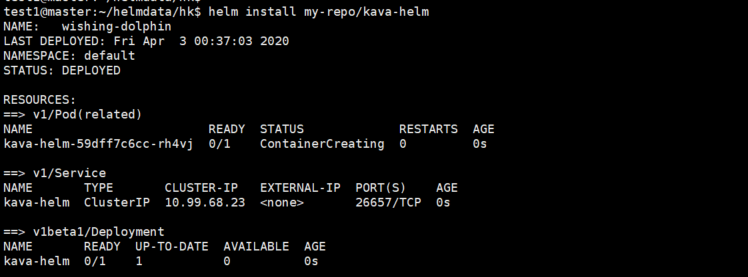 test1@master:~/helmdata/hk$
test1@master:~/helmdata/hk$ helm install my-repo/kava-helm
NAME:   wishing-dolphin
LAST DEPLOYED: Fri Apr  3 00:37:03 2020
NAMESPACE: default
STATUS: DEPLOYED
RESOURCES:
==> v1/Pod(related)
NAME                        READY  STATUS             RESTARTS  AGE
kava-helm-59dff7c6cc-rh4vj  0/1    ContainerCreating  0         0s
==> v1/Service
NAME       TYPE       CLUSTER-IP    EXTERNAL-IP  PORT(S)    AGE
kava-helm  ClusterIP  10.99.68.23   <none>       26657/TCP  0s
==> v1beta1/Deployment
NAME       READY  UP-TO-DATE  AVAILABLE  AGE
kava-helm  0/1    1           0          0s